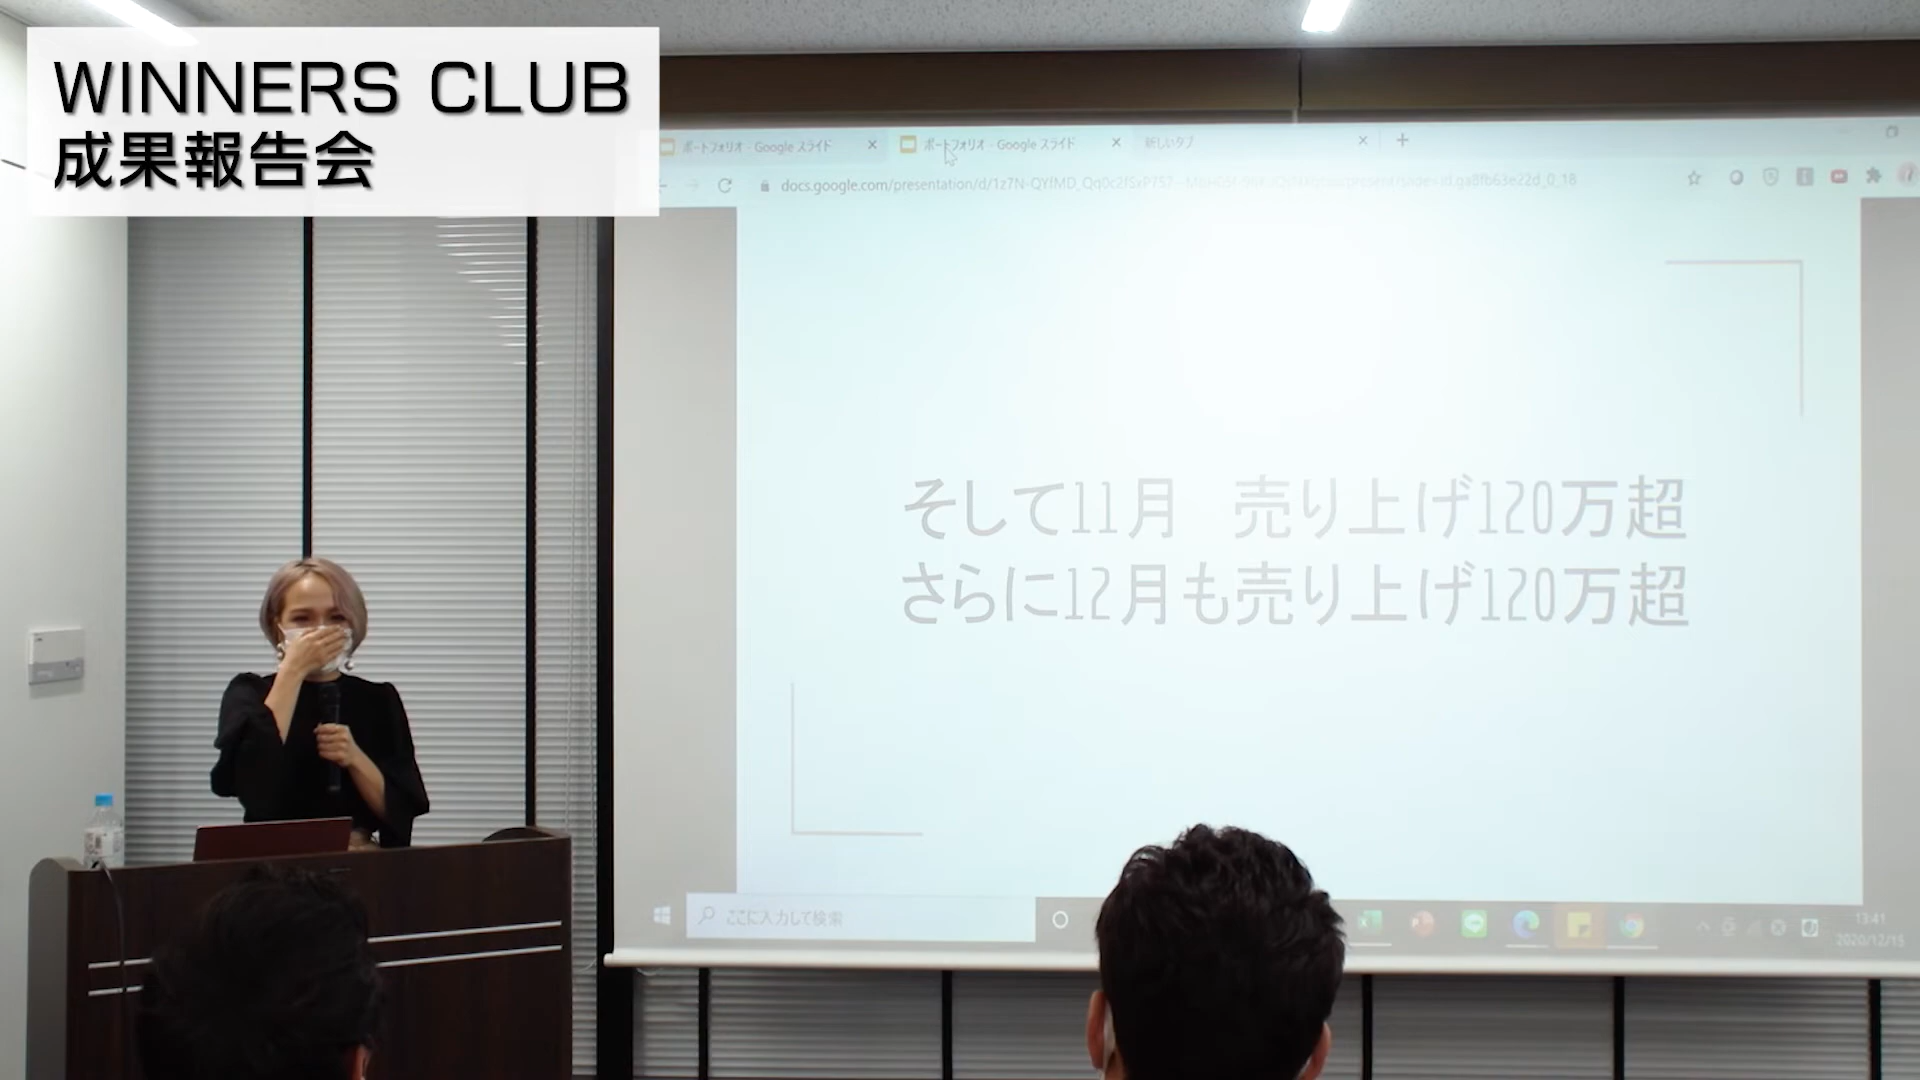 WINNERS CLUB
成果報告会
ポートフォリオ - Google スライド
ポートフォリオ - Google スライド
新しいタブ
そして11月 売り上げ120万超
さらに12月も売り上げ120万超
ここに入力して検索
13:41
2020/12/15